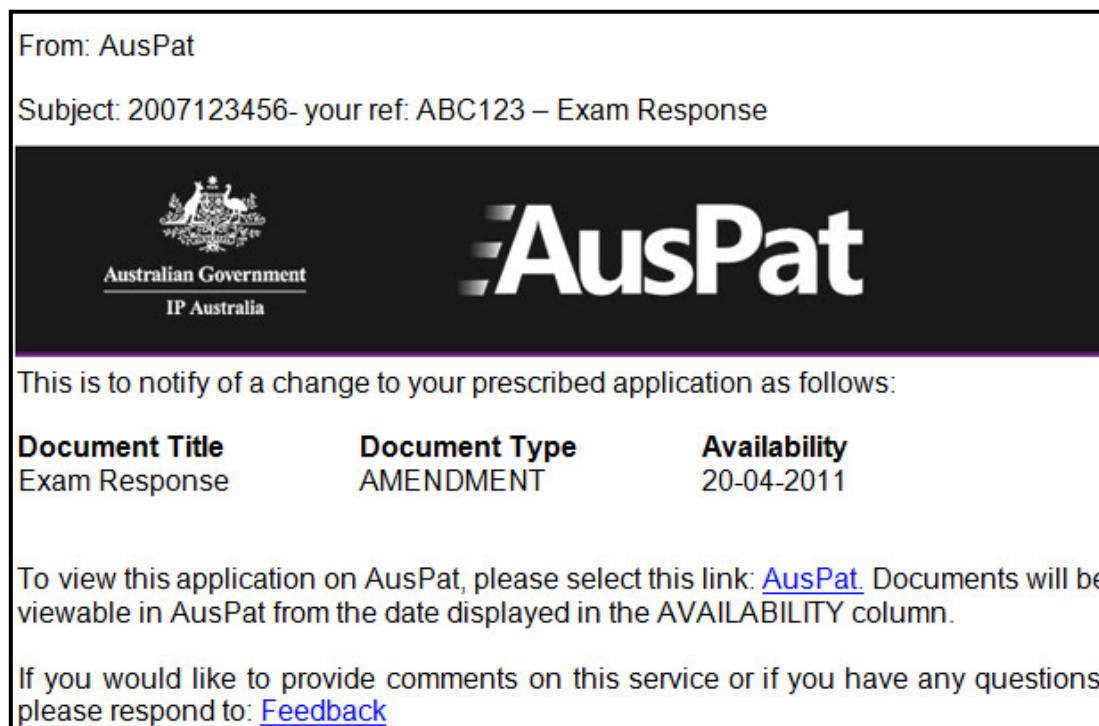 From: AusPat
Subject: 2007123456- your ref: ABC123 – Exam Response
Australian Government
IP Australia
AusPat
This is to notify of a change to your prescribed application as follows:
Document Title Document Type Availability
Exam Response AMENDMENT 20-04-2011
To view this application on AusPat, please select this link: AusPat. Documents will be
viewable in AusPat from the date displayed in the AVAILABILITY column.
If you would like to provide comments on this service or if you have any questions
please respond to: Feedback